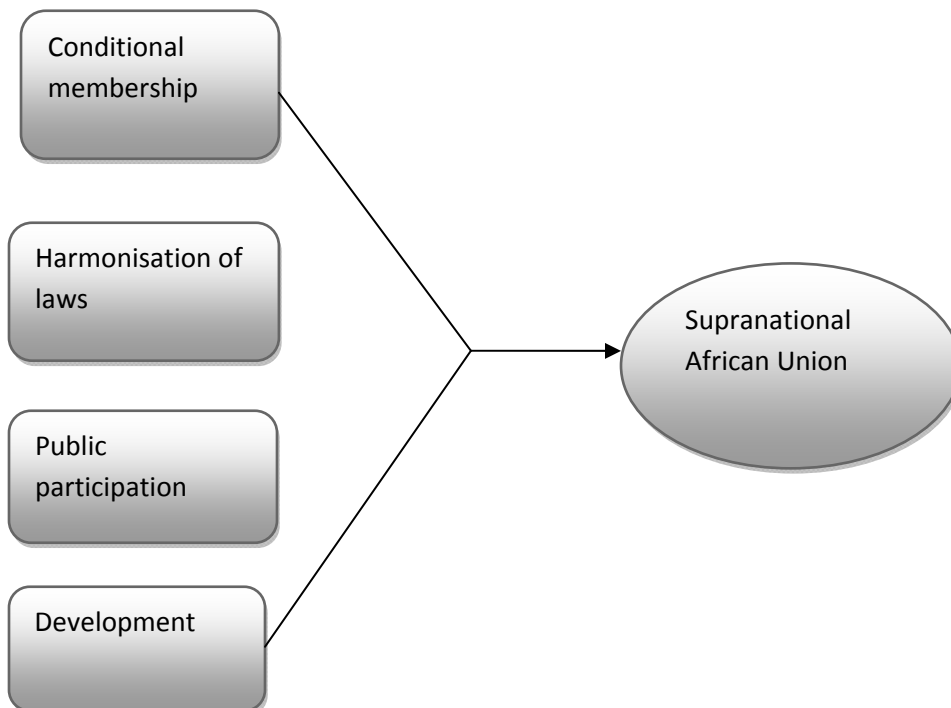 Conditional
membership
Harmonisation of
laws
Public
participation
Development
Supranational
African Union